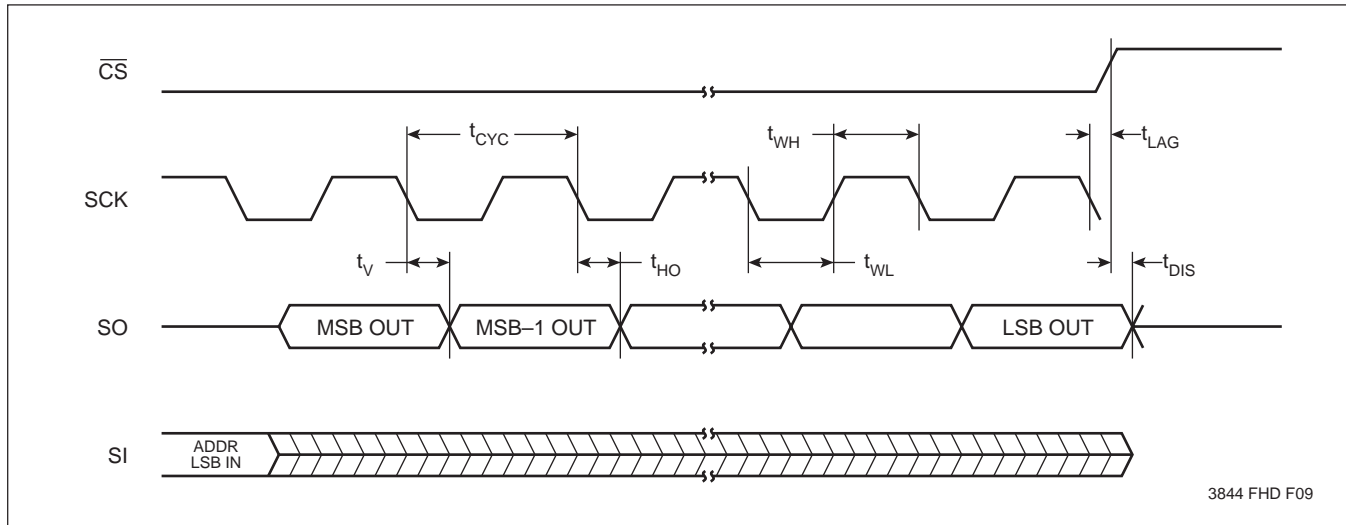 CS
tCYC
tWH
tLAG
SCK
tV
tHO
tWL
tDIS
SO
MSB OUT
MSB–1 OUT
LSB OUT
SI
ADDR
LSB IN
3844 FHD F09